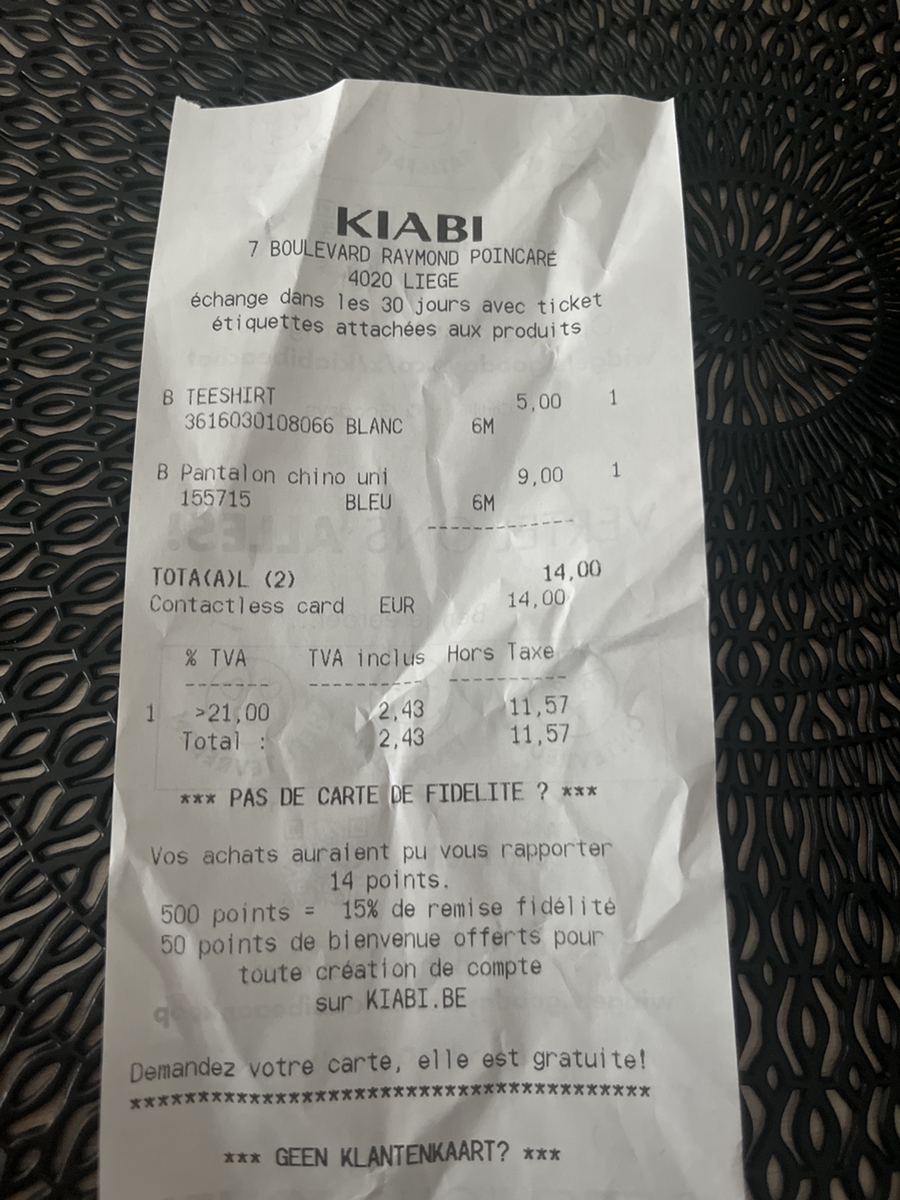 KIABI
7 BOULEVARD RAYMOND POINCARÉ
4020 LIEGE
échange dans les 30 jours avec ticket
étiquettes attachées aux produits
B TEESHIRT 5,00 1
3616030108066 BLANC 6M
B Pantalon chino uni 9,00 1
155715 BLEU 6M
------------------
TOTA(A)L (2) 14,00
Contactless card EUR 14,00
% TVA TVA inclus Hors Taxe
------- ------------ ----------
1 >21,00 2,43 11,57
Total : 2,43 11,57
*** PAS DE CARTE DE FIDELITE ? ***
Vos achats auraient pu vous rapporter
14 points.
500 points = 15% de remise fidélité
50 points de bienvenue offerts pour
toute création de compte
sur KIABI.BE
Demandez votre carte, elle est gratuite!
****************************************
*** GEEN KLANTENKAART? ***